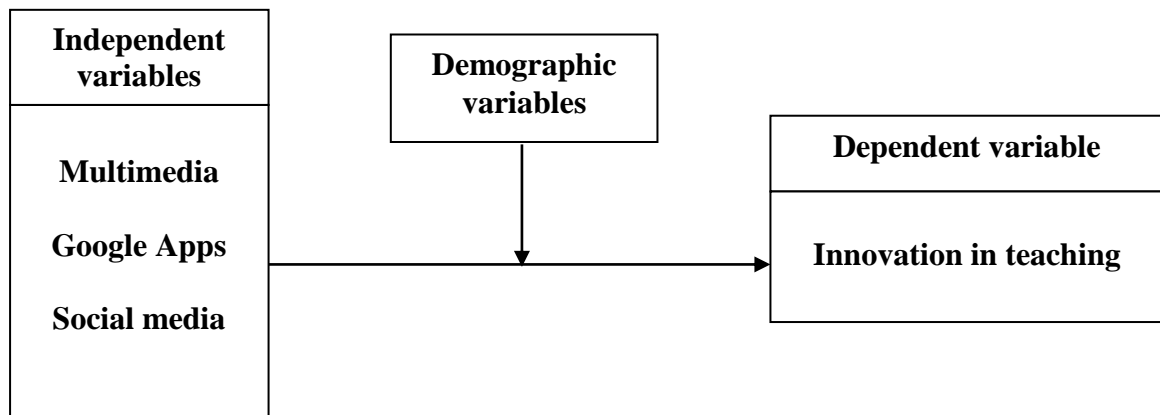 Independent
variables
Multimedia
Google Apps
Social media
Demographic
variables
Dependent variable
Innovation in teaching